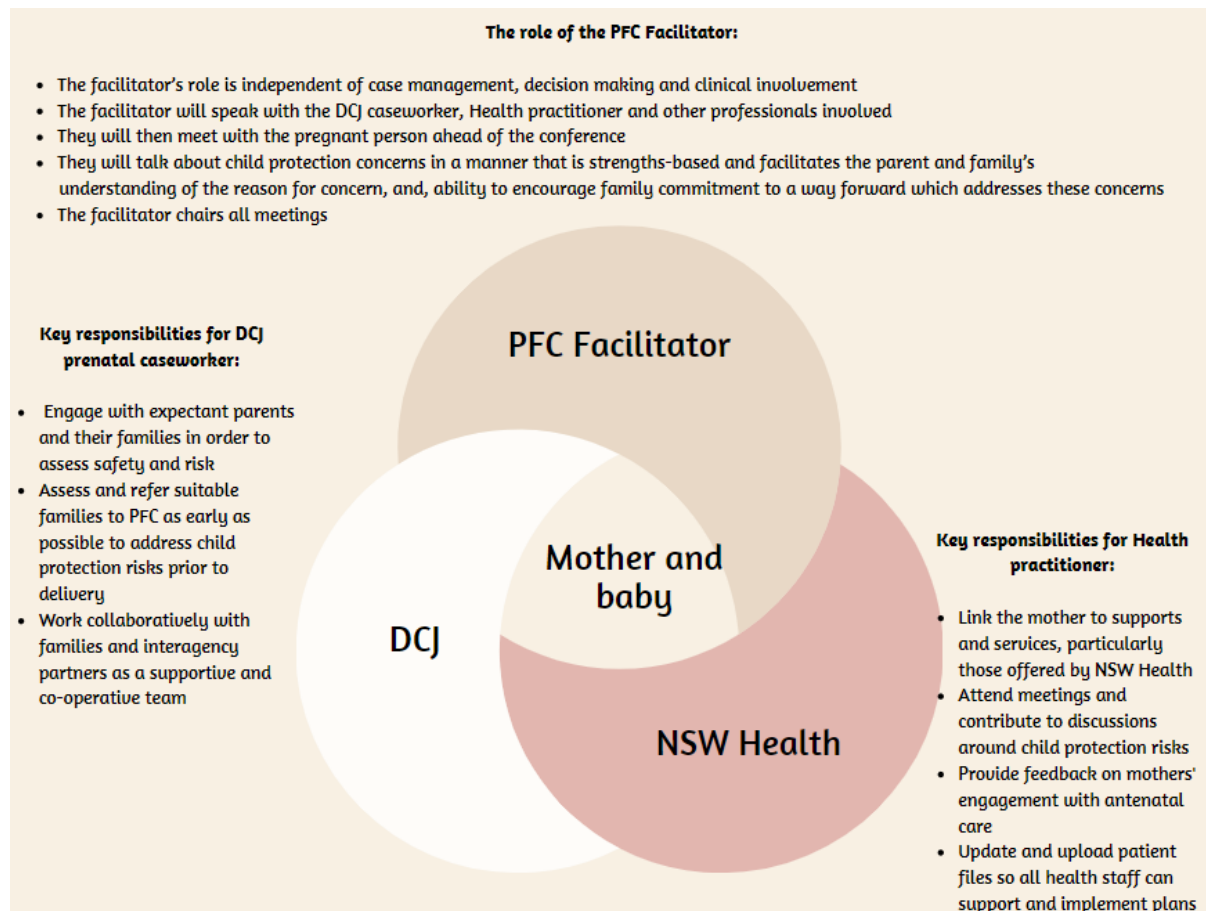 The role of the PFC Facilitator:
• The facilitator's role is independent of case management, decision making and clinical involvement
• The facilitator will speak with the DCJ caseworker, Health practitioner and other professionals involved
• They will then meet with the pregnant person ahead of the conference
• They will talk about child protection concerns in a manner that is strengths-based and facilitates the parent and family's
understanding of the reason for concern, and, ability to encourage family commitment to a way forward which addresses these concerns
• The facilitator chairs all meetings
PFC Facilitator
Key responsibilities for DCJ
prenatal caseworker:
• Engage with expectant parents
and their families in order to
assess safety and risk
• Assess and refer suitable
families to PFC as early as
possible to address child
protection risks prior to
delivery
• Work collaboratively with
families and interagency
partners as a supportive and
co-operative team
Mother and
baby
DCJ
NSW Health
Key responsibilities for Health
practitioner:
• Link the mother to supports
and services, particularly
those offered by NSW Health
• Attend meetings and
contribute to discussions
around child protection risks
• Provide feedback on mothers'
engagement with antenatal
care
• Update and upload patient
files so all health staff can
support and implement plans